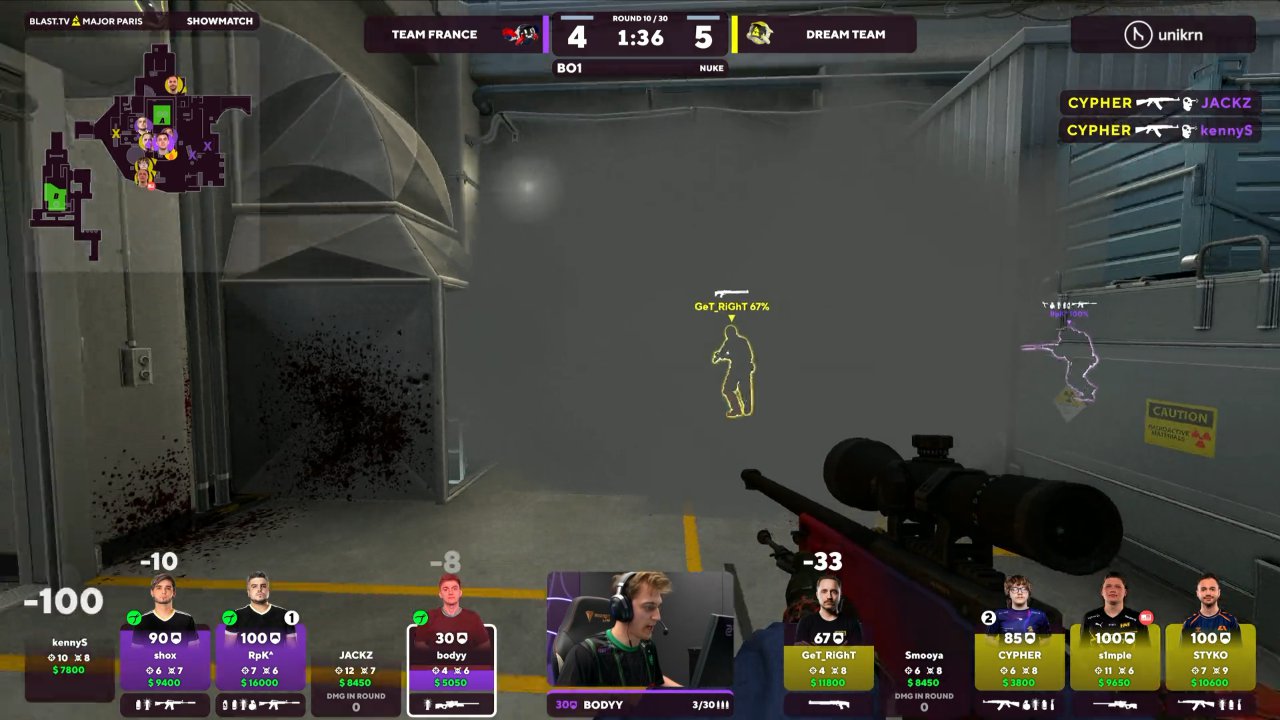 BLAST.TV MAJOR PARIS SHOWMATCH
TEAM FRANCE 4 ROUND 10 / 30 1:36 5 DREAM TEAM
BO1 NUKE
unikrn
CYPHER JACKZ
CYPHER kennyS
A
B
GeT_RiGhT 67%
CAUTION
RADIOACTIVE
MATERIALS
-100
-10
-8
-33
kennyS
10 8
$7800
90
shox
6 7
$9400
1
100
RpK^
7 6
$16000
JACKZ
12 7
$8450
DMG IN ROUND
0
30
bodyy
4 6
$5050
30 BODYY 3/30
67
GeT_RiGhT
4 8
$11800
Smooya
6 8
$8450
DMG IN ROUND
0
2
85
CYPHER
6 8
$3800
100
s1mple
11 6
$9650
100
STYKO
7 9
$10600